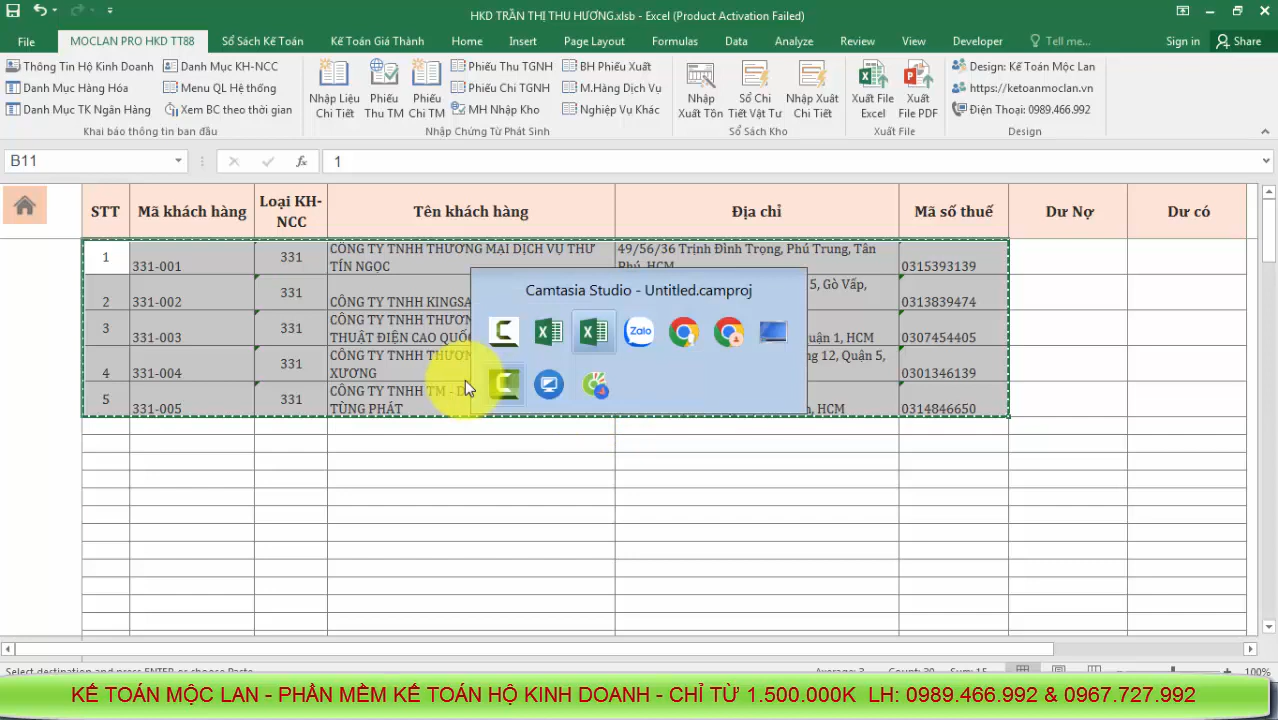 HKD TRẦN THỊ THU HƯƠNG.xlsb - Excel (Product Activation Failed)
File MOCLAN PRO HKD TT88 Sổ Sách Kế Toán Kế Toán Giá Thành Home Insert Page Layout Formulas Data Analyze Review View Developer Tell me... Sign in Share
Thông Tin Hộ Kinh Doanh Danh Mục KH-NCC Phiếu Thu TGNH BH Phiếu Xuất Design: Kế Toán Mộc Lan
Danh Mục Hàng Hóa Menu QL Hệ thống Phiếu Chi TGNH M.Hàng Dịch Vụ https://ketoanmoclan.vn
Danh Mục TK Ngân Hàng Xem BC theo thời gian MH Nhập Kho Nghiệp Vụ Khác Điện Thoại: 0989.466.992
Nhập Liệu Chi Tiết Phiếu Thu TM Phiếu Chi TM Nhập Xuất Tồn Sổ Chi Tiết Vật Tư Nhập Xuất Chi Tiết Xuất File Excel Xuất File PDF
Khai báo thông tin ban đầu Nhập Chứng Từ Phát Sinh Sổ Sách Kho Xuất File Design
B11 fx 1
STT Mã khách hàng Loại KH-NCC Tên khách hàng Địa chỉ Mã số thuế Dư Nợ Dư có
1 331-001 331 CÔNG TY TNHH THƯƠNG MẠI DỊCH VỤ THƯ TÍN NGỌC 49/56/36 Trịnh Đình Trọng, Phú Trung, Tân Phú, HCM 0315393139
2 331-002 331 CÔNG TY TNHH 5, Gò Vấp, 0313839474
3 331-003 331 CÔNG TY TNHH THUẬT ĐIỆN CAO Quận 1, HCM 0307454405
4 331-004 331 CÔNG TY TNHH XƯƠNG 12, Quận 5, 0301346139
5 331-005 331 CÔNG TY TNHH TM - TÙNG PHÁT HCM 0314846650
Camtasia Studio - Untitled.camproj
Zalo
Select destination and press ENTER or choose Paste Average: 3 Count: 30 Sum: 15 100%
KẾ TOÁN MỘC LAN - PHẦN MỀM KẾ TOÁN HỘ KINH DOANH - CHỈ TỪ 1.500.000K LH: 0989.466.992 & 0967.727.992